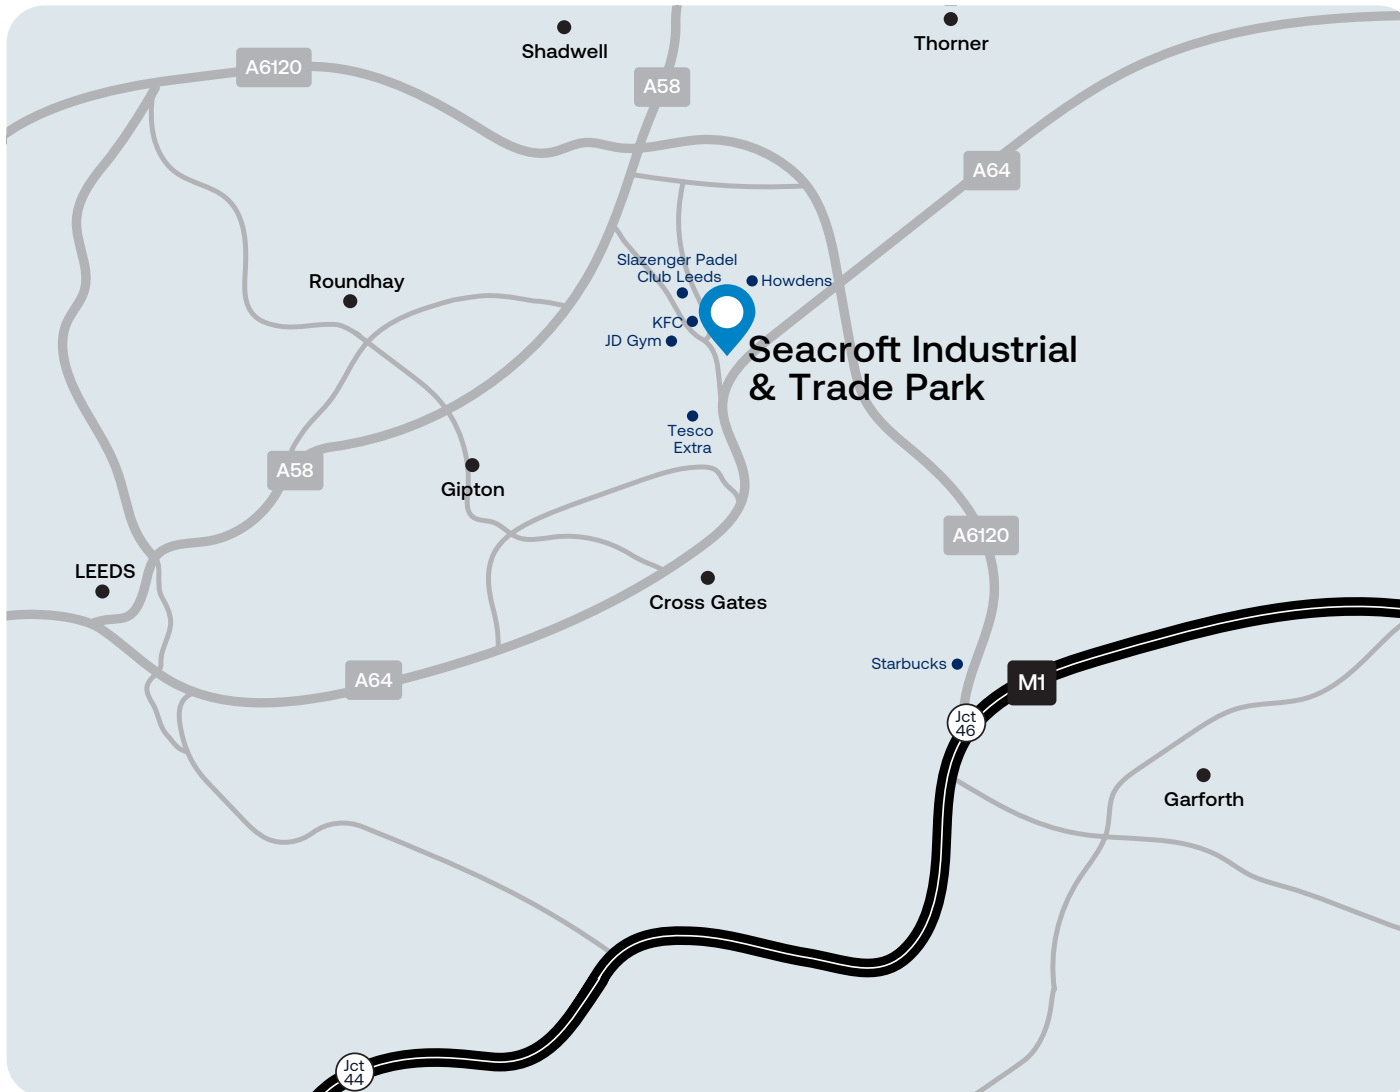 Shadwell
Thorner
A6120
A58
A64
Slazenger Padel
Club Leeds
Howdens
Roundhay
KFC
JD Gym
Seacroft Industrial
& Trade Park
Tesco
Extra
A58
Gipton
A6120
LEEDS
Cross Gates
Starbucks
A64
M1
Jct
46
Garforth
Jct
44